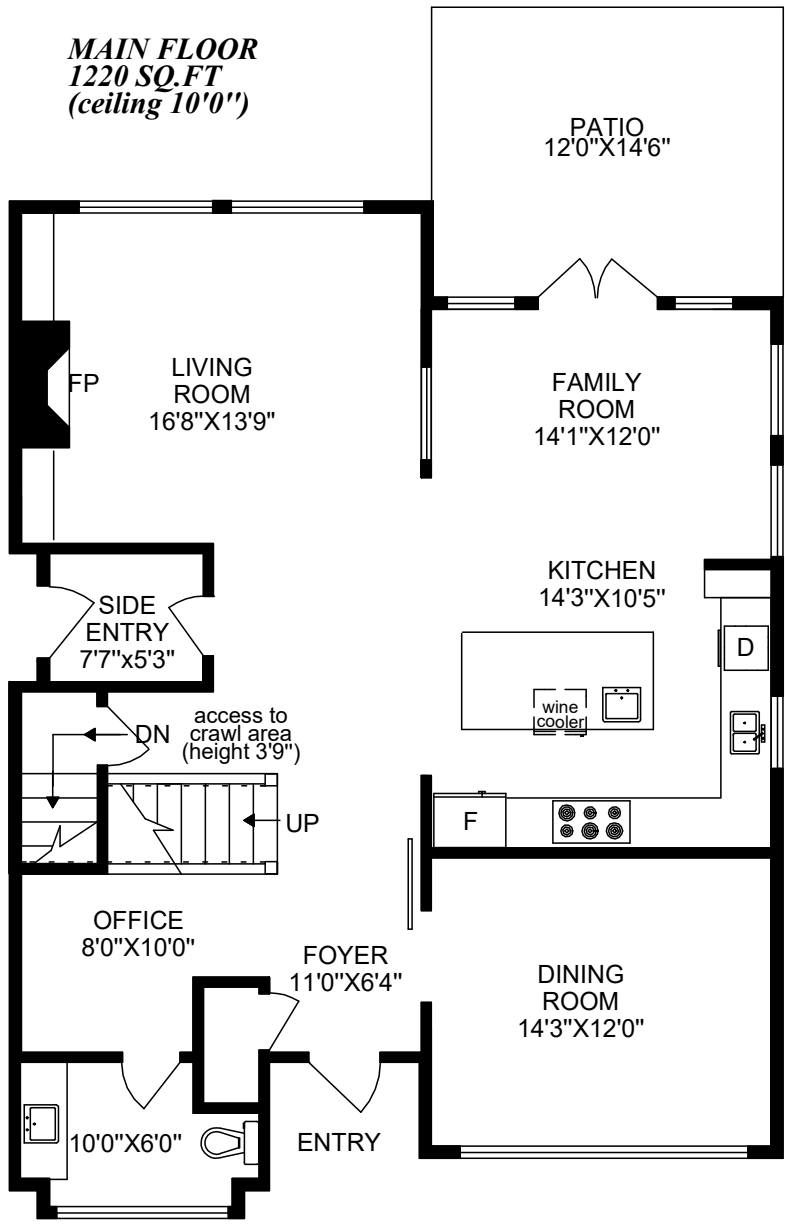 MAIN FLOOR
1220 SQ.FT
(ceiling 10'0")
PATIO
12'0"X14'6"
LIVING
ROOM
16'8"X13'9"
FP
FAMILY
ROOM
14'1"X12'0"
KITCHEN
14'3"X10'5"
SIDE
ENTRY
7'7"x5'3"
D
wine
cooler
DN
access to
crawl area
(height 3'9")
UP
F
OFFICE
8'0"X10'0"
FOYER
11'0"X6'4"
DINING
ROOM
14'3"X12'0"
10'0"X6'0"
ENTRY